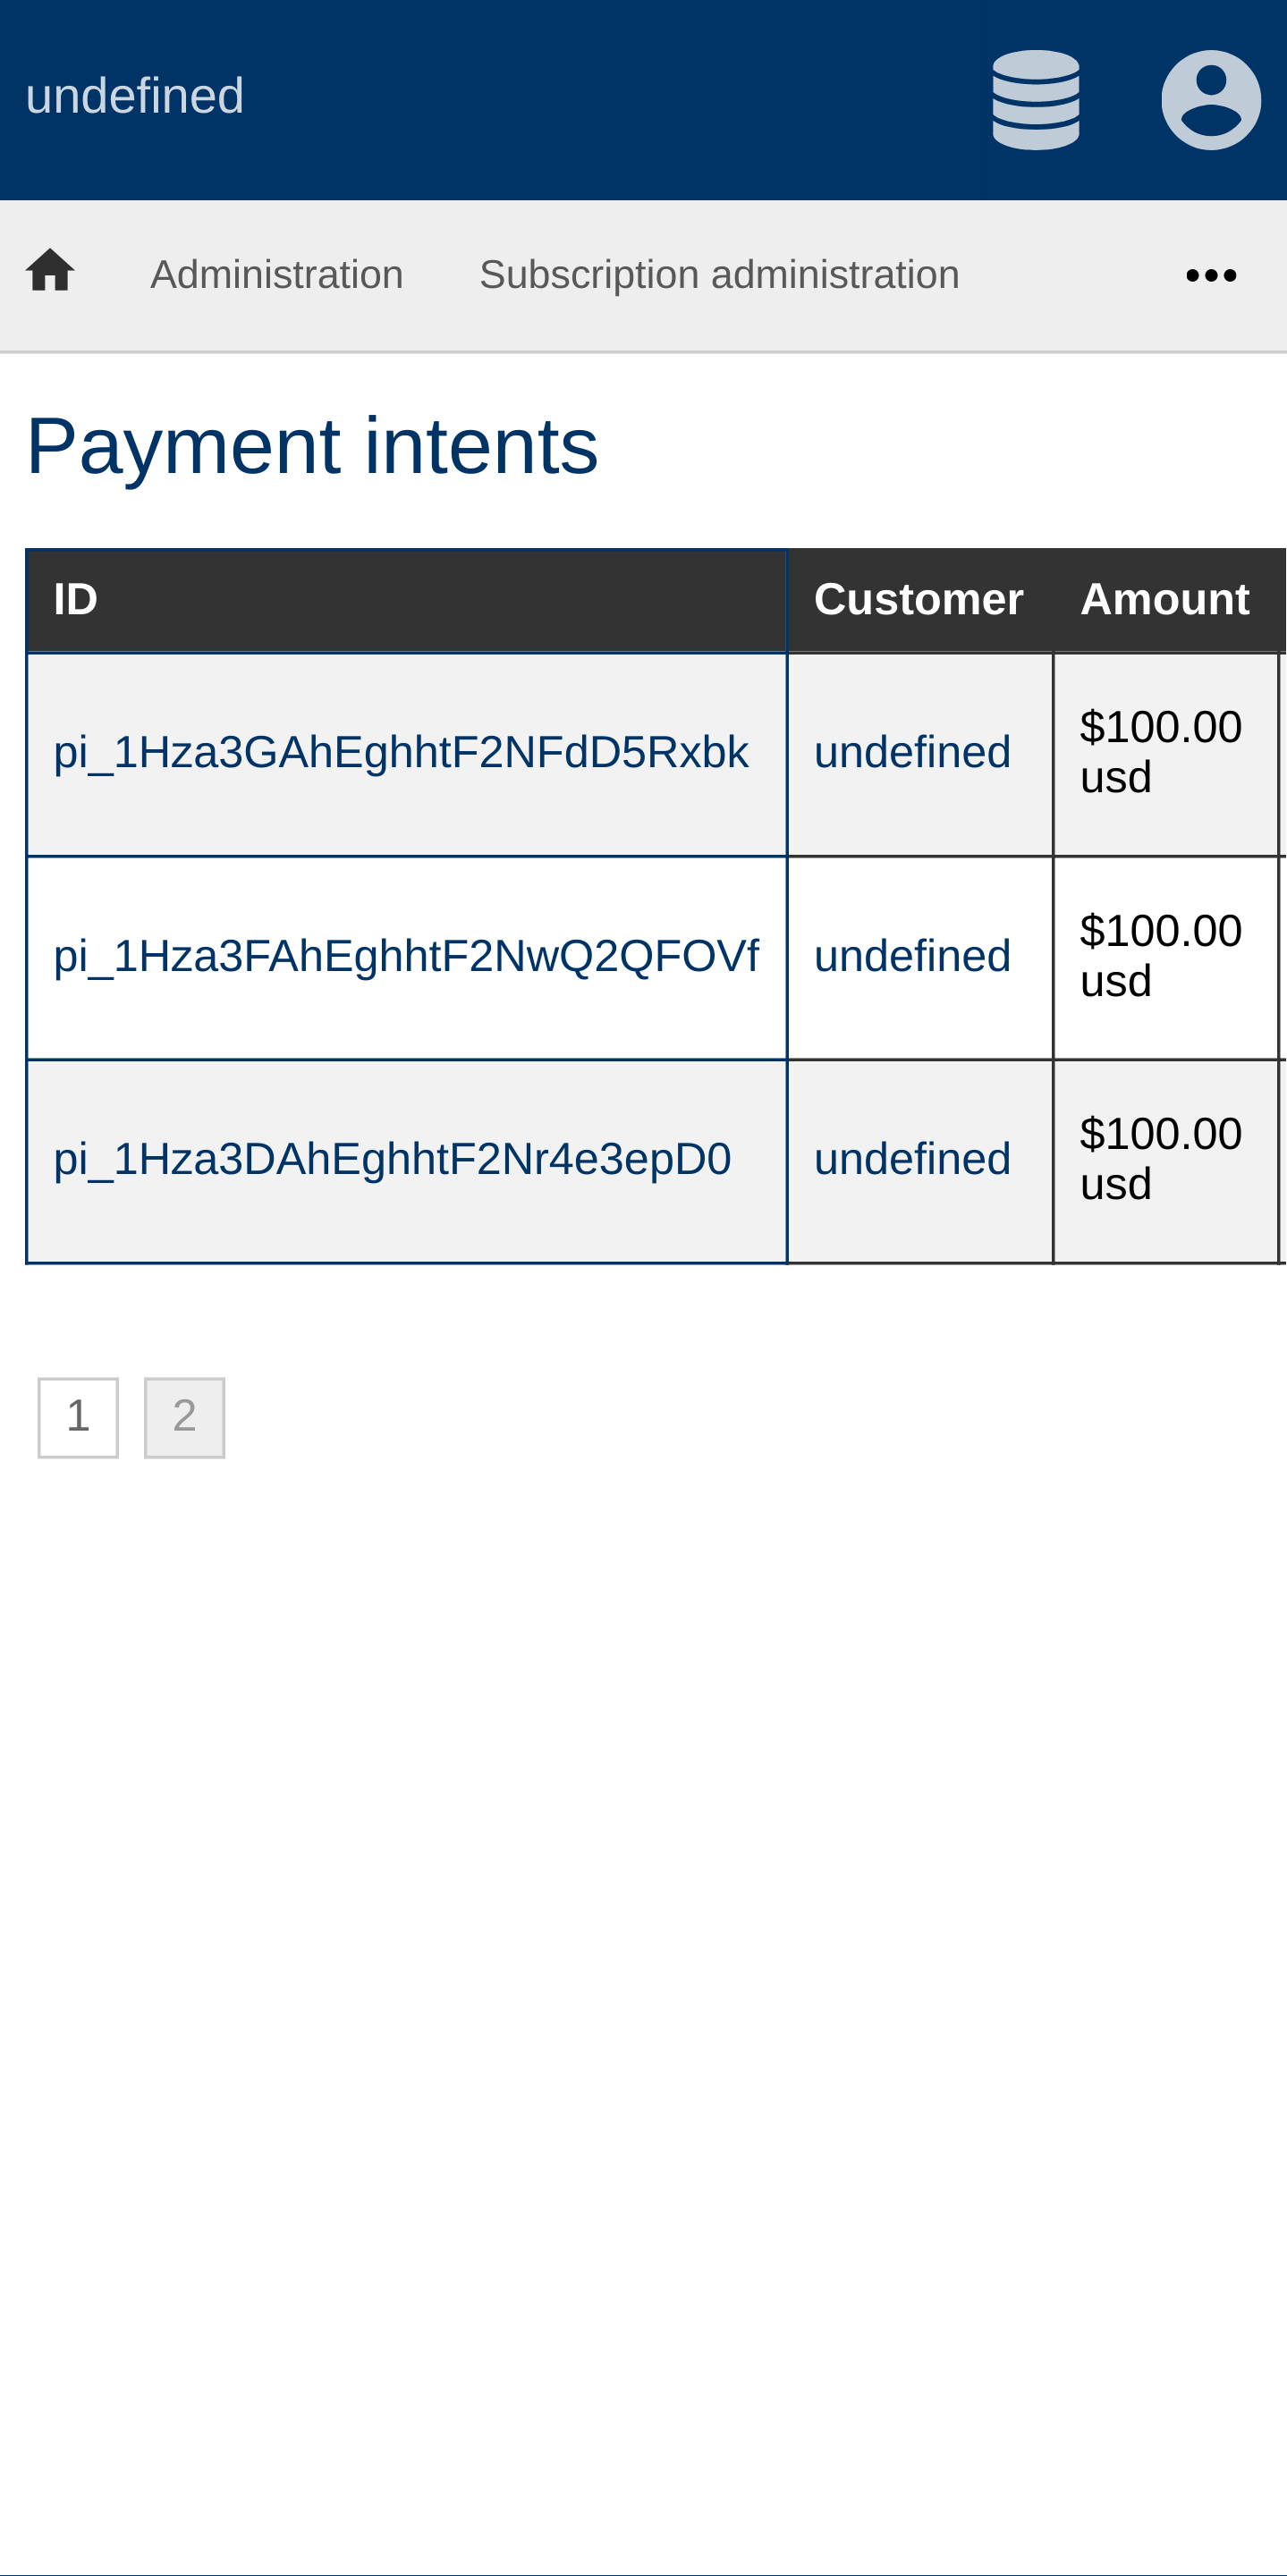 undefined
Administration Subscription administration
Payment intents
ID Customer Amount
pi_1Hza3GAhEghhtF2NFdD5Rxbk undefined $100.00
usd
pi_1Hza3FAhEghhtF2NwQ2QFOVf undefined $100.00
usd
pi_1Hza3DAhEghhtF2Nr4e3epD0 undefined $100.00
usd
1 2